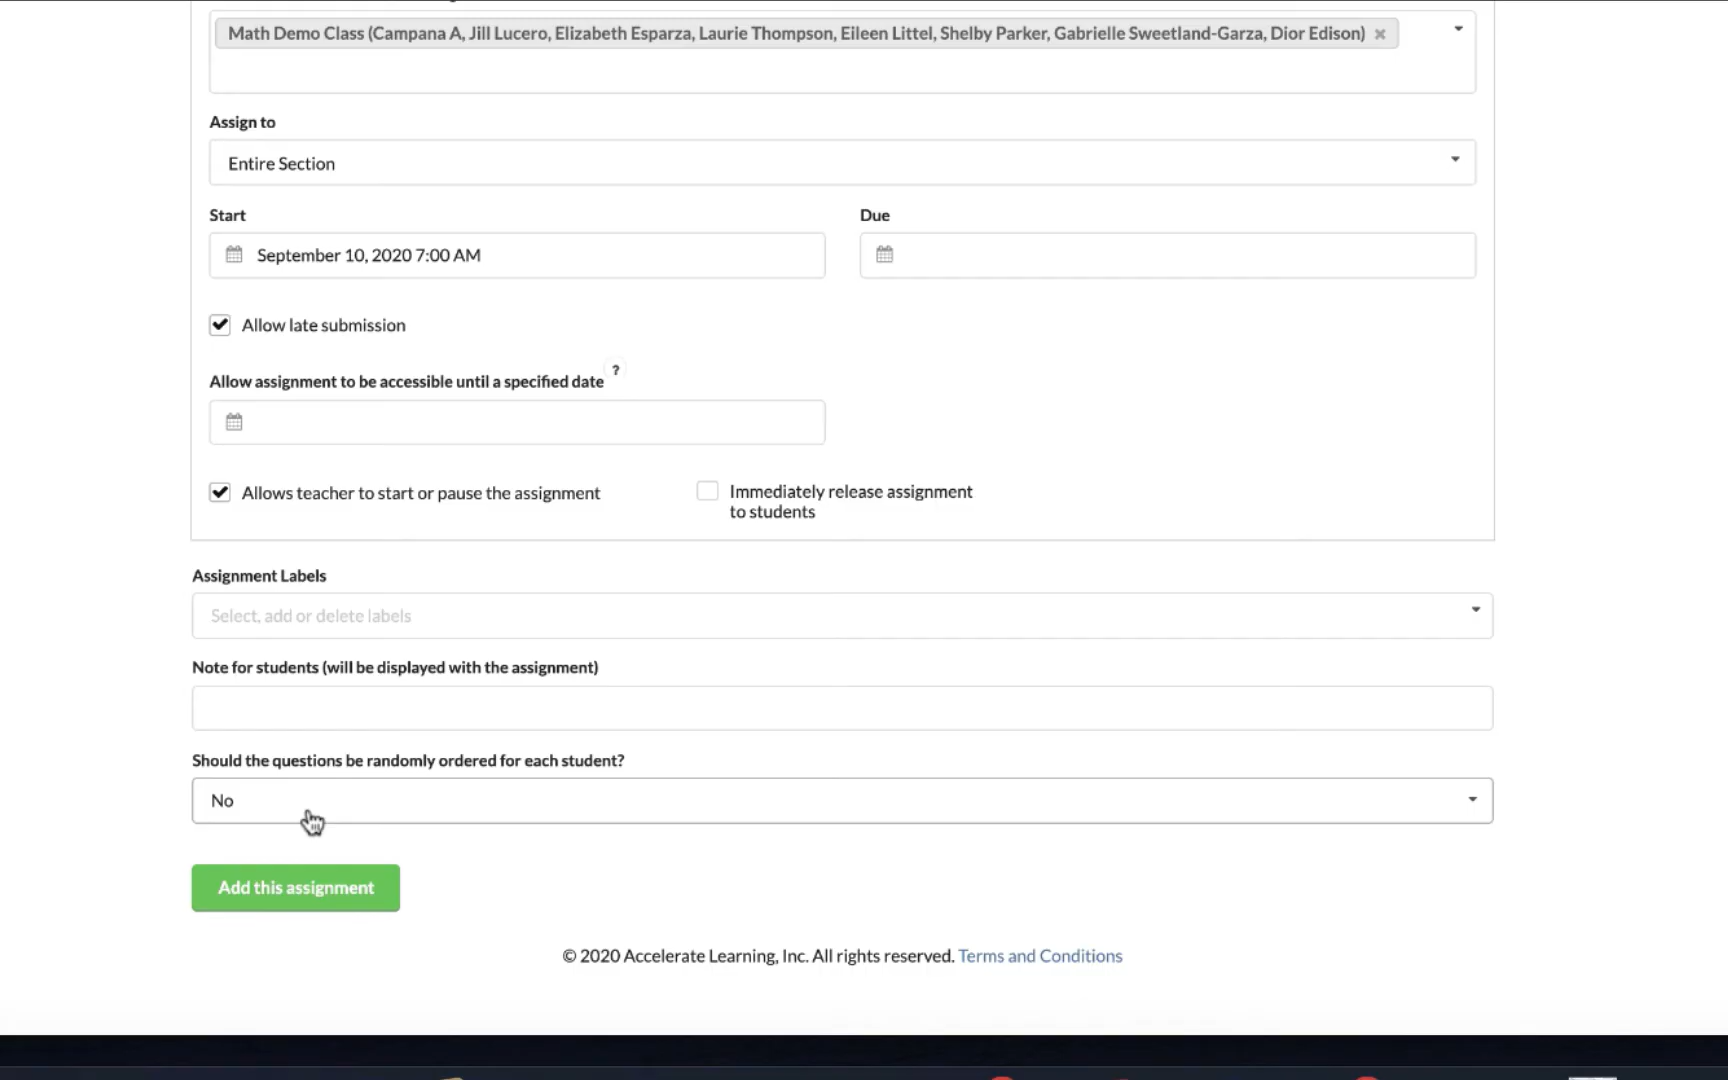 Math Demo Class (Campana A, Jill Lucero, Elizabeth Esparza, Laurie Thompson, Eileen Littel, Shelby Parker, Gabrielle Sweetland-Garza, Dior Edison) ×
Assign to
Entire Section
Start
Due
September 10, 2020 7:00 AM
Allow late submission
Allow assignment to be accessible until a specified date ?
Allows teacher to start or pause the assignment
Immediately release assignment
to students
Assignment Labels
Select, add or delete labels
Note for students (will be displayed with the assignment)
Should the questions be randomly ordered for each student?
No
Add this assignment
© 2020 Accelerate Learning, Inc. All rights reserved. Terms and Conditions